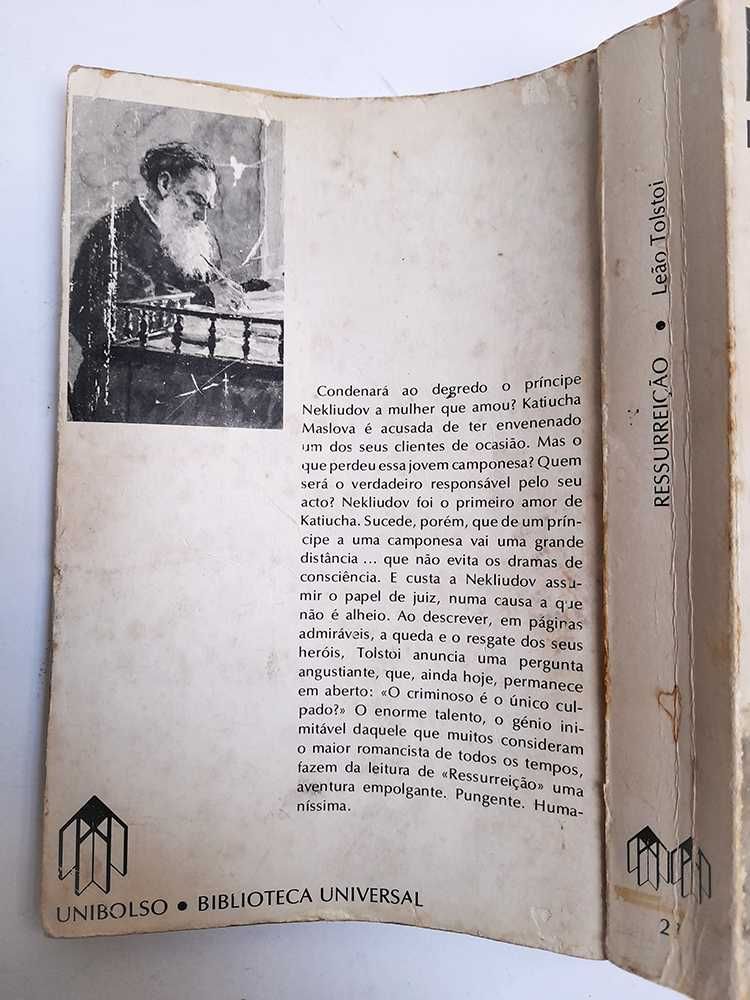 Condenará ao degredo o príncipe
Nekliudov a mulher que amou? Katiucha
Maslova é acusada de ter envenenado
um dos seus clientes de ocasião. Mas o
que perdeu essa jovem camponesa? Quem
será o verdadeiro responsável pelo seu
acto? Nekliudov foi o primeiro amor de
Katiucha. Sucede, porém, que de um prín-
cipe a uma camponesa vai uma grande
distância ... que não evita os dramas de
consciência. E custa a Nekliudov assu-
mir o papel de juiz, numa causa a que
não é alheio. Ao descrever, em páginas
admiráveis, a queda e o resgate dos seus
heróis, Tolstoi anuncia uma pergunta
angustiante, que, ainda hoje, permanece
em aberto: «O criminoso é o único cul-
pado?» O enorme talento, o génio ini-
mitável daquele que muitos consideram
o maior romancista de todos os tempos,
fazem da leitura de «Ressurreição» uma
aventura empolgante. Pungente. Huma-
níssima.
UNIBOLSO • BIBLIOTECA UNIVERSAL
RESSURREIÇÃO • Leão Tolstoi